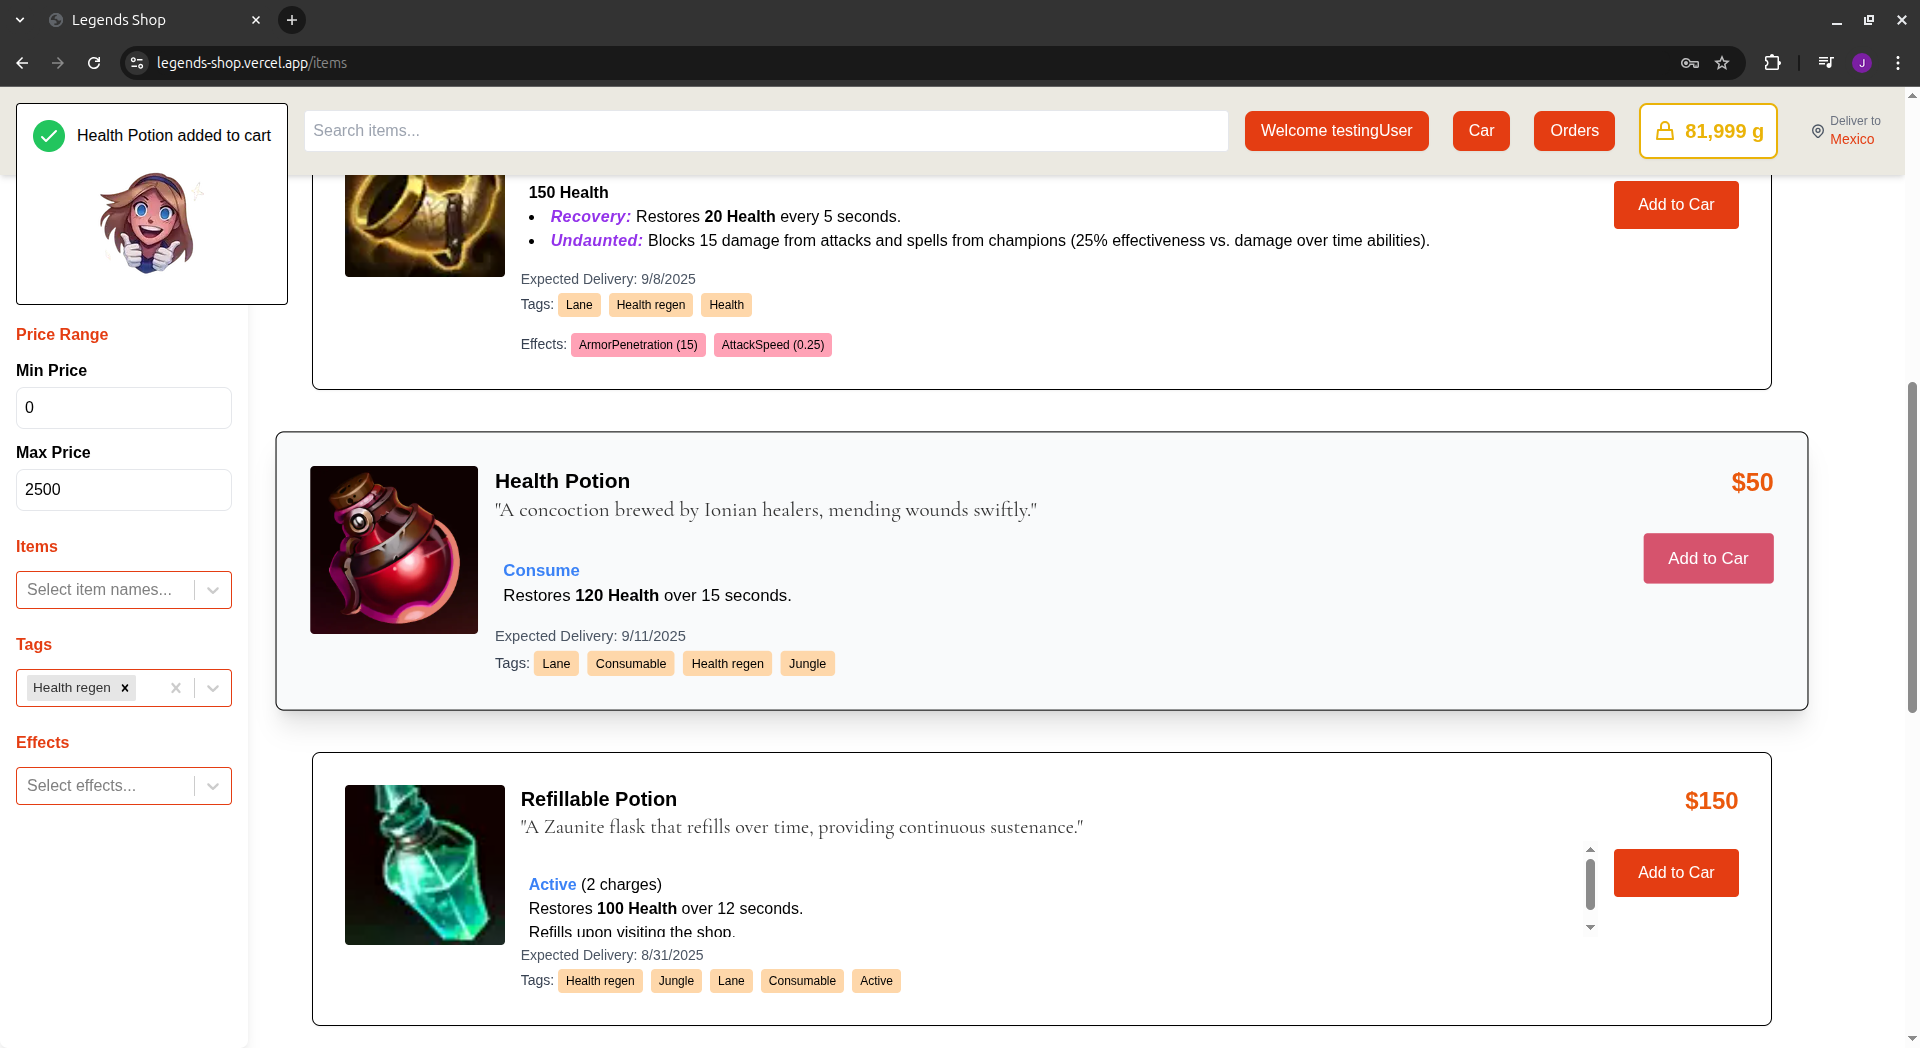 Legends Shop
legends-shop.vercel.app/items
J
Health Potion added to cart
Search items...
Welcome testingUser
Car
Orders
81,999 g
Deliver to
Mexico
Price Range
Min Price
0
Max Price
2500
Items
Select item names...
Tags
Health regen
Effects
Select effects...
150 Health
Recovery: Restores 20 Health every 5 seconds.
Undaunted: Blocks 15 damage from attacks and spells from champions (25% effectiveness vs. damage over time abilities).
Add to Car
Expected Delivery: 9/8/2025
Tags: Lane Health regen Health
Effects: ArmorPenetration (15) AttackSpeed (0.25)
Health Potion
$50
"A concoction brewed by Ionian healers, mending wounds swiftly."
Add to Car
Consume
Restores 120 Health over 15 seconds.
Expected Delivery: 9/11/2025
Tags: Lane Consumable Health regen Jungle
Refillable Potion
$150
"A Zaunite flask that refills over time, providing continuous sustenance."
Add to Car
Active (2 charges)
Restores 100 Health over 12 seconds.
Refills upon visiting the shop.
Expected Delivery: 8/31/2025
Tags: Health regen Jungle Lane Consumable Active